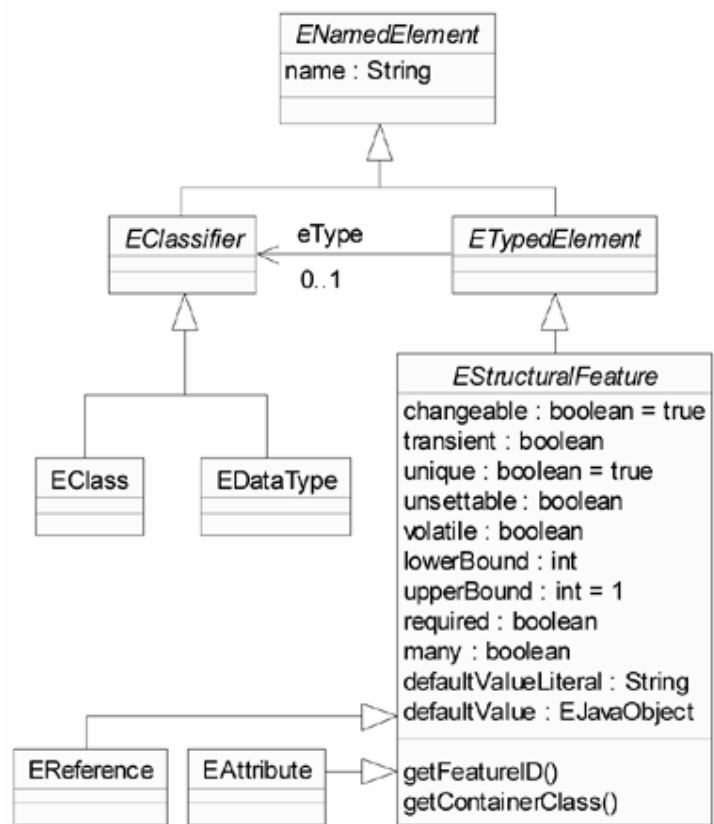 ENamedElement
name : String
EClassifier
eType
0..1
ETypedElement
EClass
EDataType
EStructuralFeature
changeable : boolean = true
transient : boolean
unique : boolean = true
unsettable : boolean
volatile : boolean
lowerBound : int
upperBound : int = 1
required : boolean
many : boolean
defaultValueLiteral : String
defaultValue : EJavaObject
getFeatureID()
getContainerClass()
EReference
EAttribute